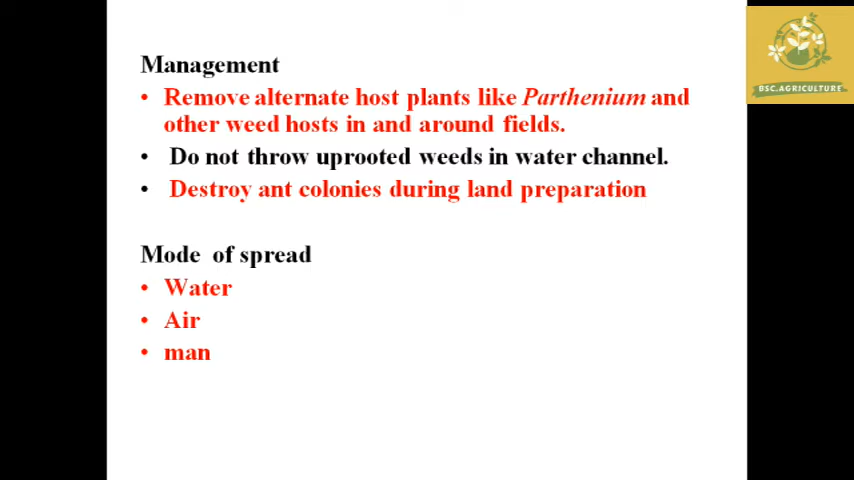 Management
• Remove alternate host plants like Parthenium and
other weed hosts in and around fields.
• Do not throw uprooted weeds in water channel.
• Destroy ant colonies during land preparation
Mode of spread
• Water
• Air
• man
BSC.AGRICULTURE